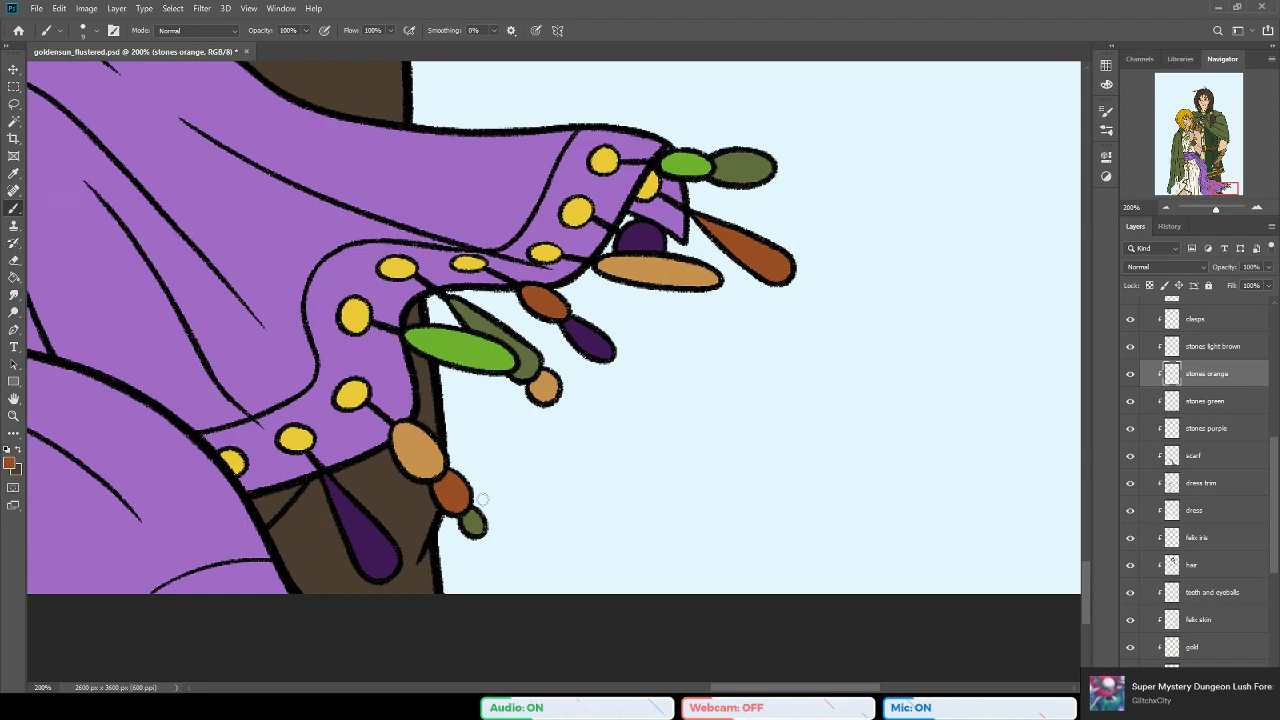 File Edit Image Layer Type Select Filter 3D View Window Help
Mode: Normal Opacity: 100% Flow: 100% Smoothing: 0%
goldensun_flustered.psd @ 200% (stones orange, RGB/8) *
Channels Libraries Navigator
200%
Layers History
Kind
Normal Opacity: 100%
Lock: Fill: 100%
clasps
stones light brown
stones orange
stones green
stones purple
scarf
dress trim
dress
felix iris
hair
teeth and eyeballs
felix skin
gold
200% 2600 px x 3600 px (600 ppi)
Super Mystery Dungeon Lush Fore
GlitchxCity
Audio: ON Webcam: OFF Mic: ON